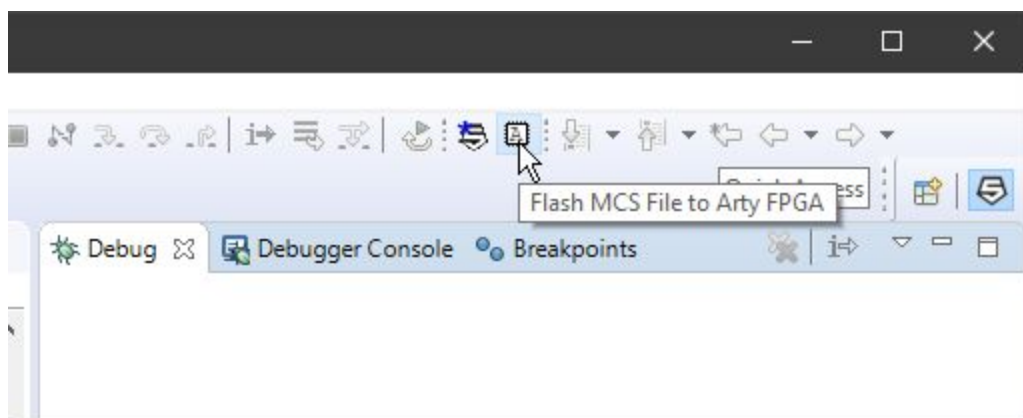 Flash MCS File to Arty FPGA
Debug
Debugger Console
Breakpoints